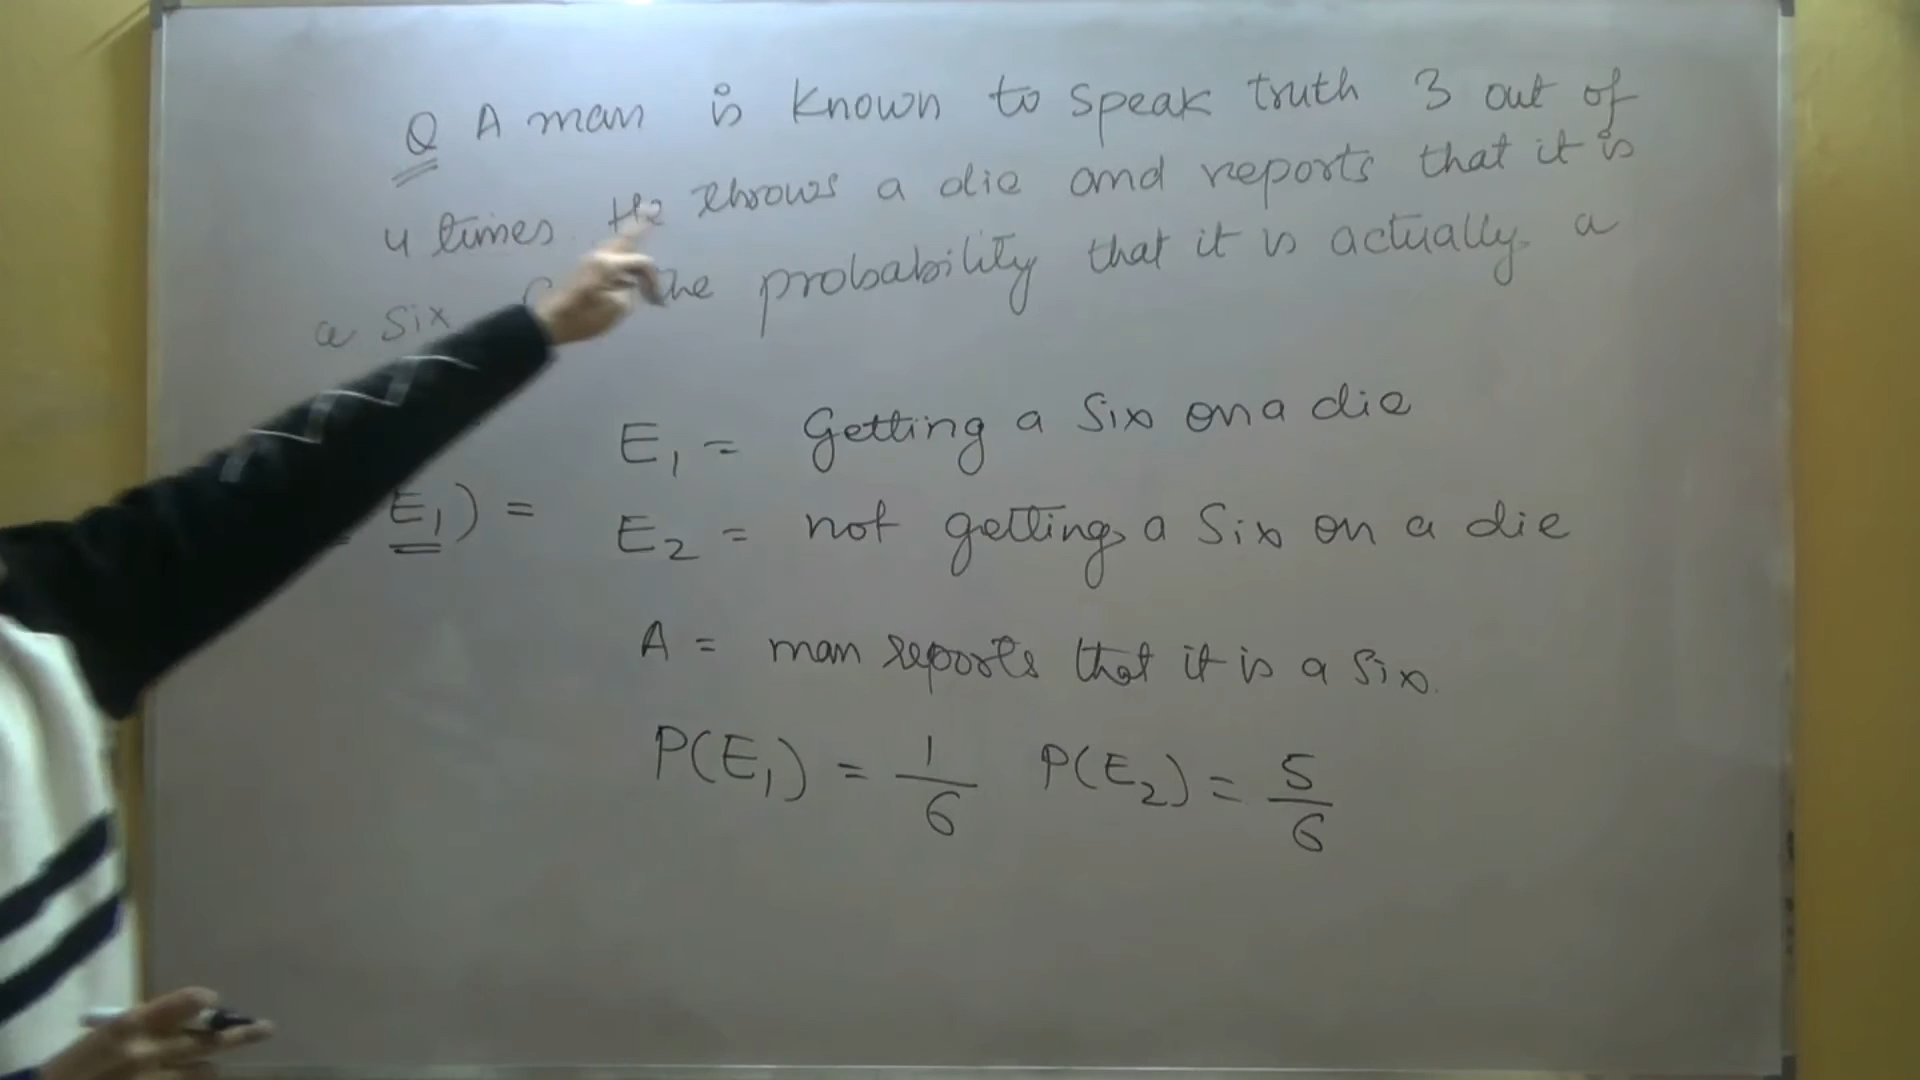 Q A man is known to speak truth 3 out of
4 times. He throws a die and reports that it is
a six. probability that it is actually a
E₁ = Getting a Six on a die
E₁) =
E₂ = not getting a Six on a die
A = man reports that it is a Six.
P(E₁) = 1/6 P(E₂) = 5/6